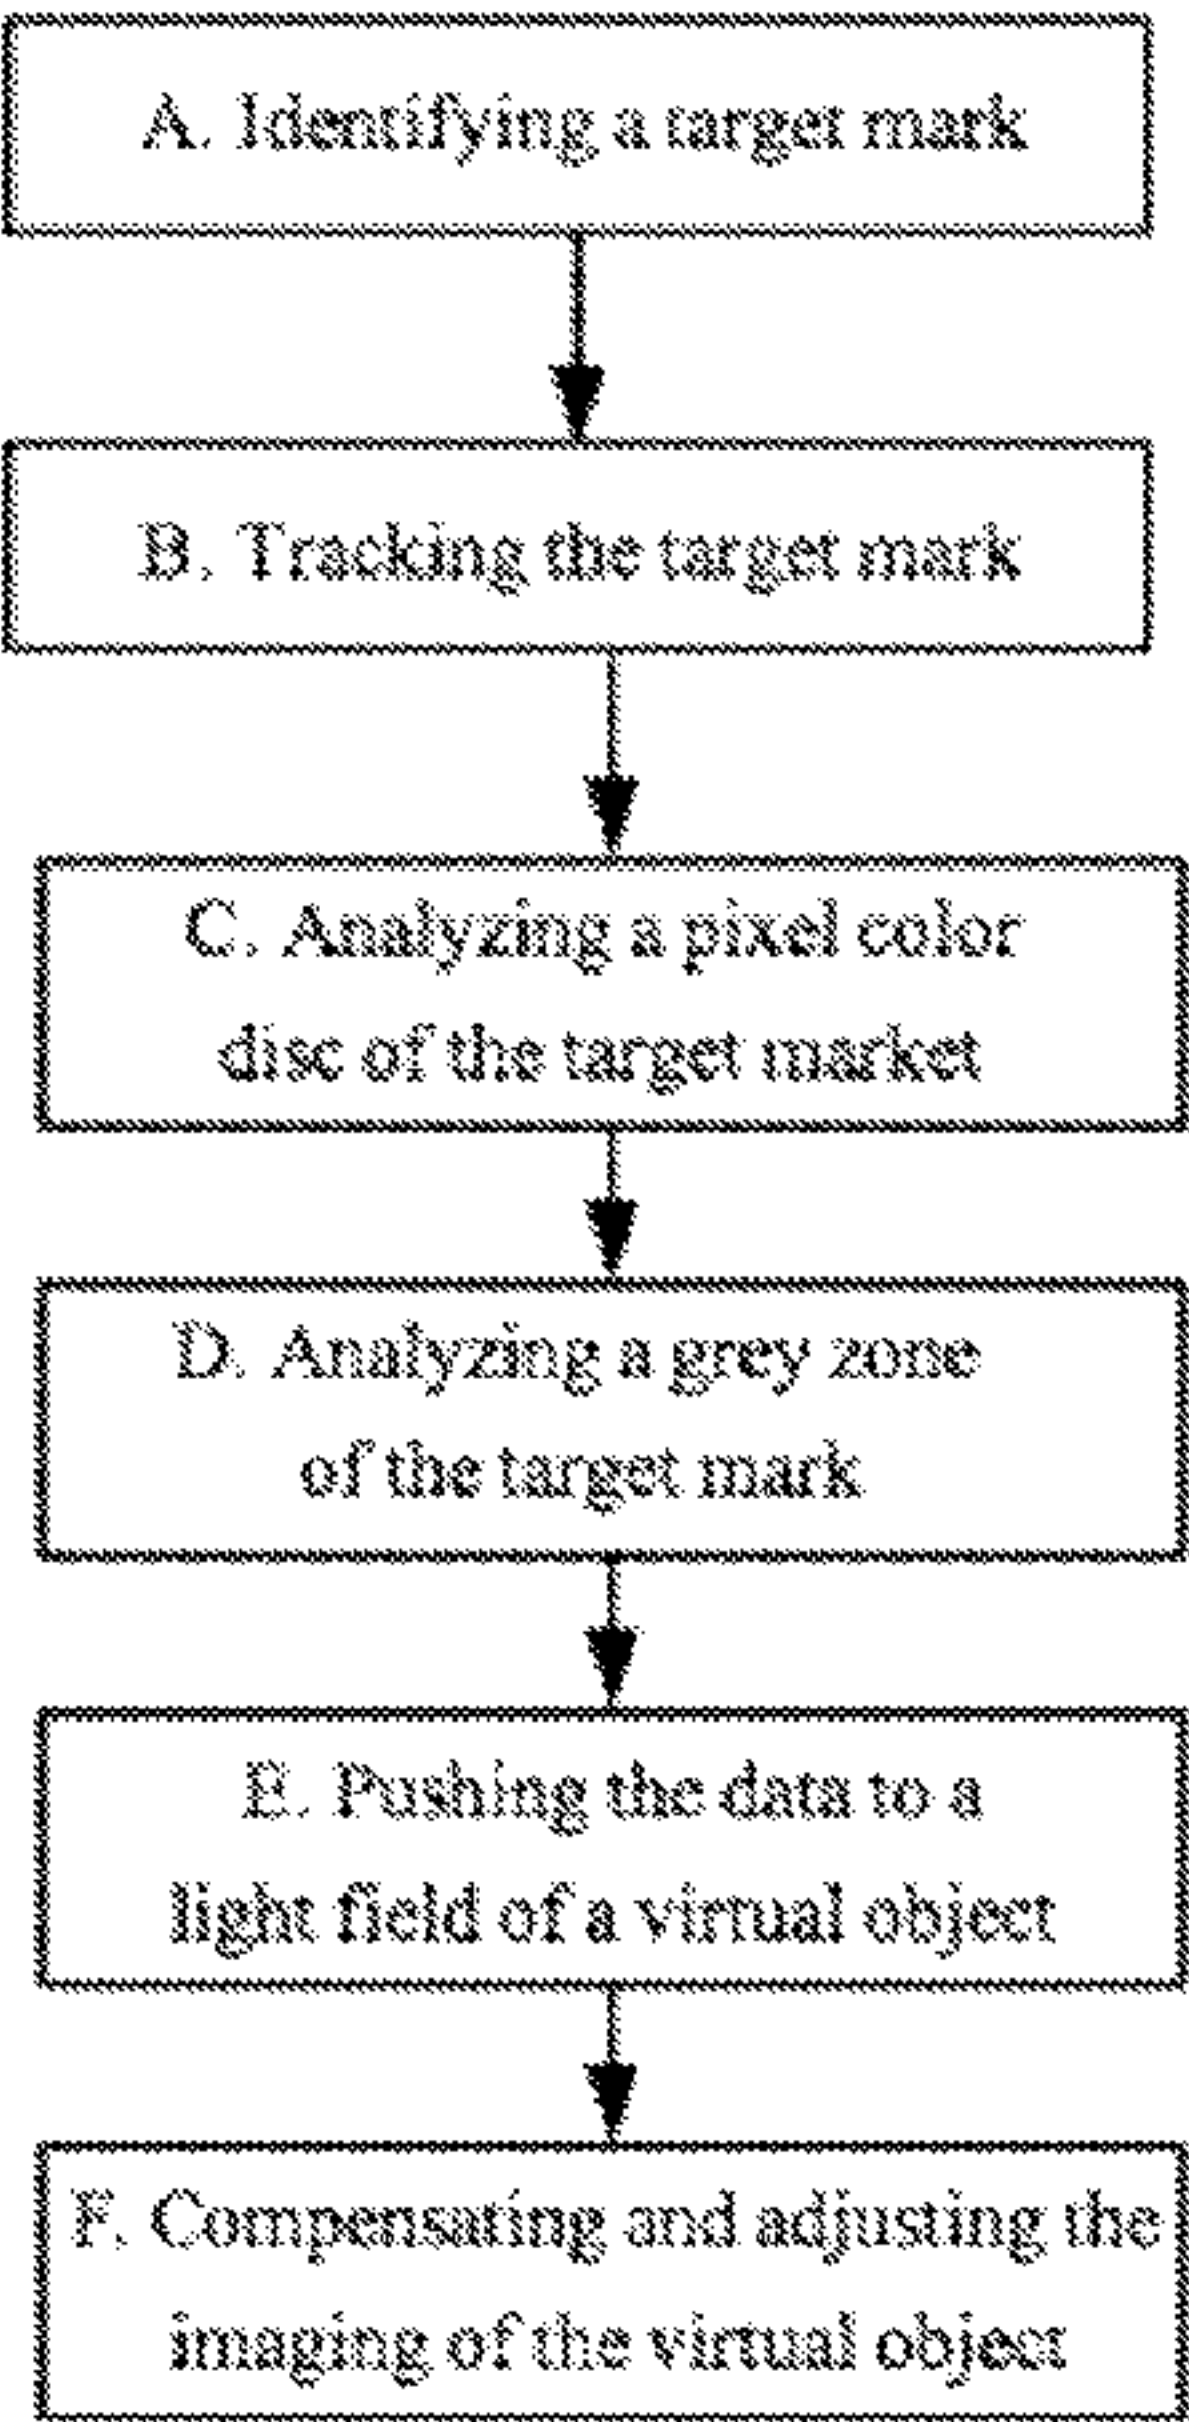 A. Identifying a target mark
B. Tracking the target mark
C. Analyzing a pixel color
disc of the target market
D. Analyzing a grey zone
of the target mark
E. Pushing the data to a
light field of a virtual object
F. Compensating and adjusting the
imaging of the virtual object